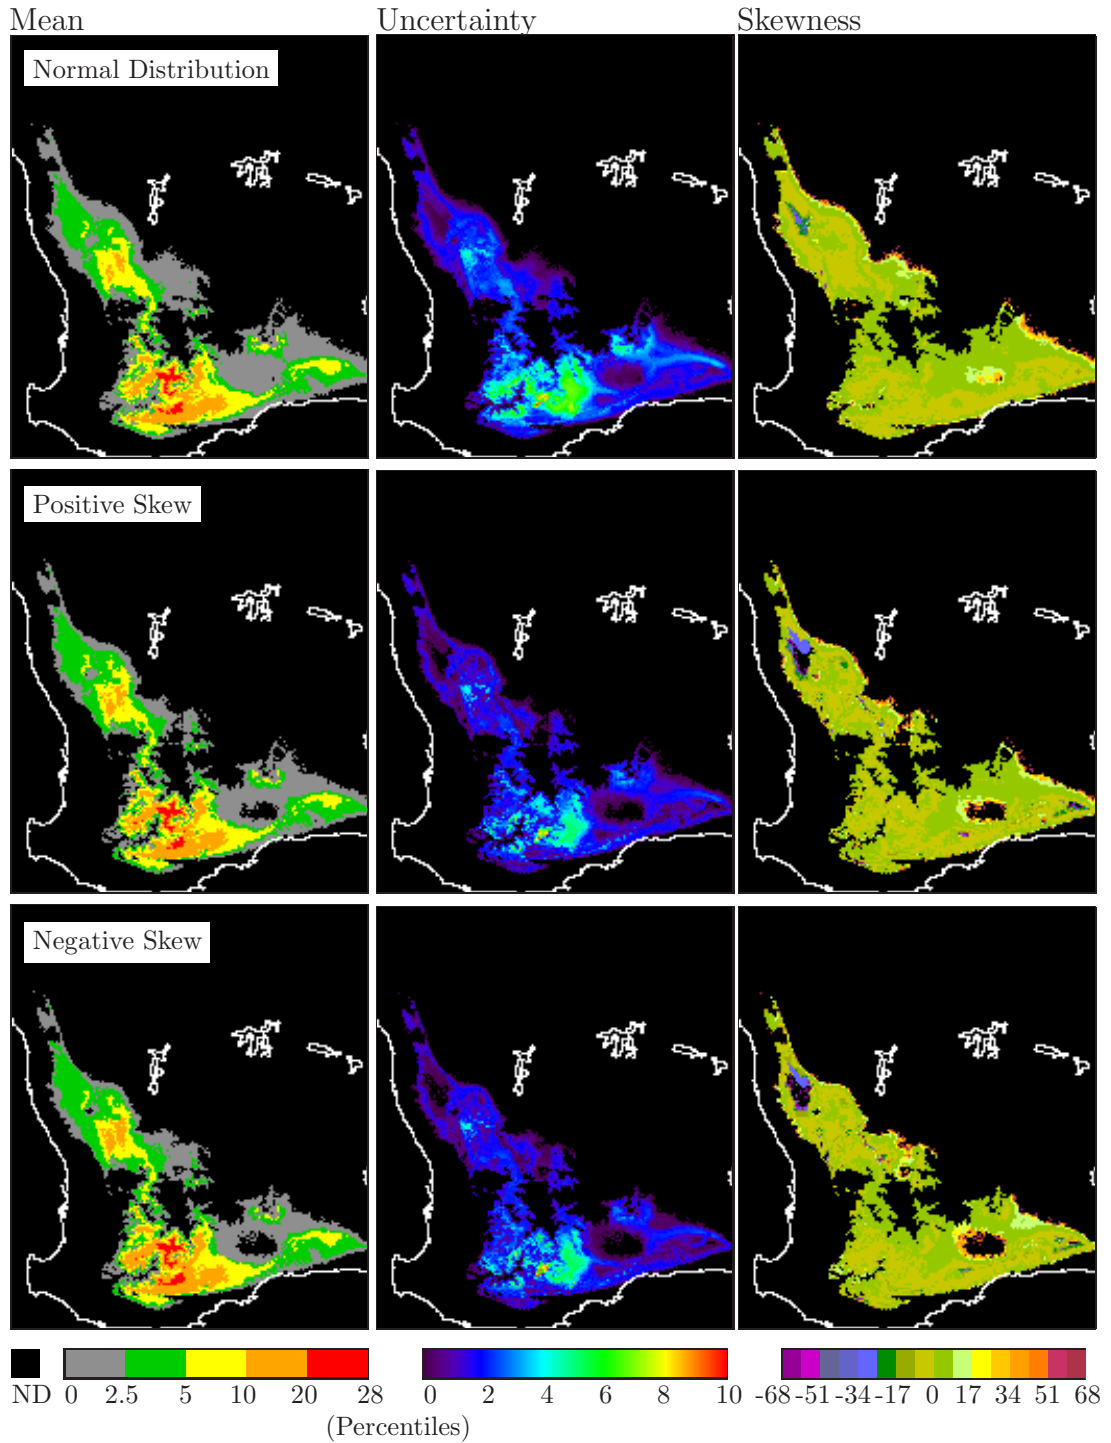 Mean Uncertainty Skewness
Normal Distribution
Positive Skew
Negative Skew
ND 0 2.5 5 10 20 28 0 2 4 6 8 10 -68 -51 -34 -17 0 17 34 51 68
(Percentiles)